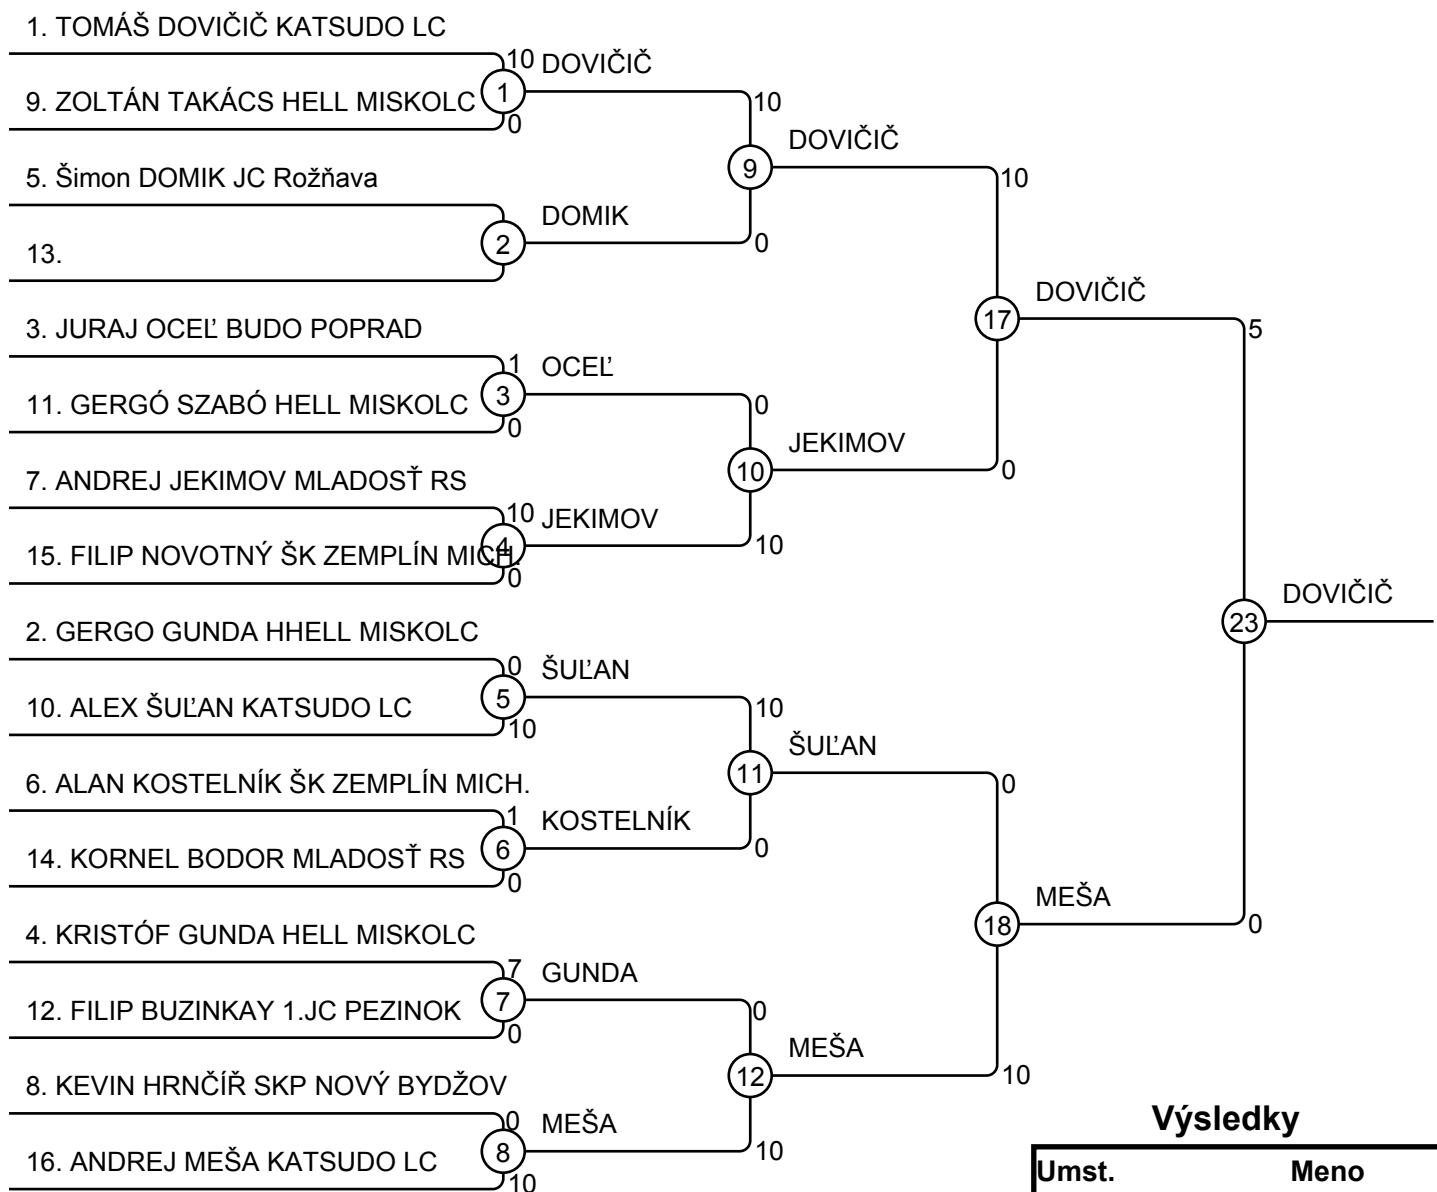 1. TOMÁŠ DOVIČIČ KATSUDO LC
10 DOVIČIČ
1
9. ZOLTÁN TAKÁCS HELL MISKOLC
0
10
DOVIČIČ
9
5. Šimon DOMIK JC Rožňava
10
DOMIK
2
0
13.
DOVIČIČ
17
5
3. JURAJ OCEĽ BUDO POPRAD
1 OCEĽ
3
11. GERGÓ SZABÓ HELL MISKOLC
0
0
JEKIMOV
10
0
7. ANDREJ JEKIMOV MLADOSŤ RS
10 JEKIMOV
4
10
15. FILIP NOVOTNÝ ŠK ZEMPLÍN MICH.
0
DOVIČIČ
23
2. GERGO GUNDA HHELL MISKOLC
0 ŠUĽAN
5
10. ALEX ŠUĽAN KATSUDO LC
10
10
ŠUĽAN
11
0
6. ALAN KOSTELNÍK ŠK ZEMPLÍN MICH.
1 KOSTELNÍK
6
0
14. KORNEL BODOR MLADOSŤ RS
0
MEŠA
18
0
4. KRISTÓF GUNDA HELL MISKOLC
7 GUNDA
7
12. FILIP BUZINKAY 1.JC PEZINOK
0
0
MEŠA
12
10
8. KEVIN HRNČÍŘ SKP NOVÝ BYDŽOV
0 MEŠA
8
10
16. ANDREJ MEŠA KATSUDO LC
10
Výsledky
Umst. Meno